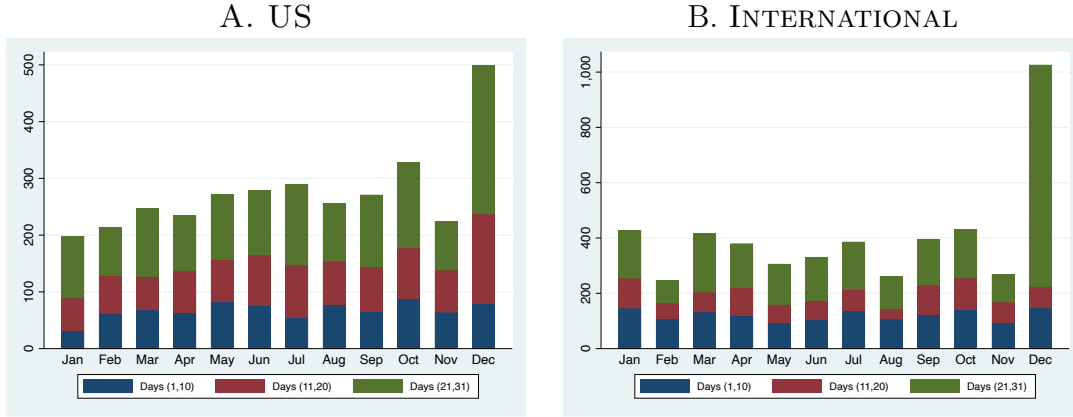 A. US
500
400
300
200
100
0
Jan Feb Mar Apr May Jun Jul Aug Sep Oct Nov Dec
Days (1,10) Days (11,20) Days (21,31)
B. International
1,000
800
600
400
200
0
Jan Feb Mar Apr May Jun Jul Aug Sep Oct Nov Dec
Days (1,10) Days (11,20) Days (21,31)